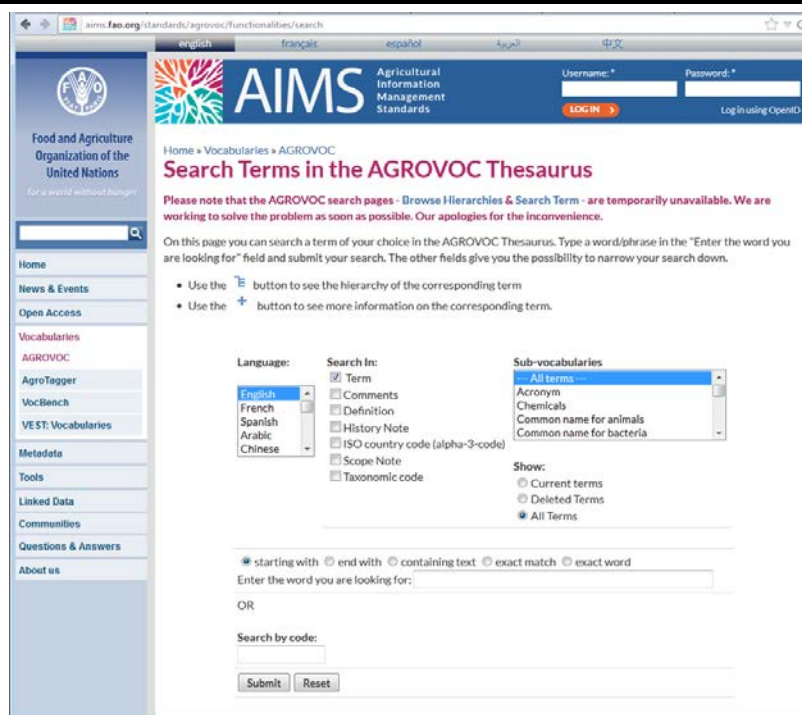 aims.fao.org/standards/agrovoc/functionalities/search
english français español العربية 中文
AIMS
Agricultural
Information
Management
Standards
Username: *
Password: *
LOG IN
Log in using OpenID
Food and Agriculture
Organization of the
United Nations
for a world without hunger
Home
News & Events
Open Access
Vocabularies
AGROVOC
AgroTagger
VocBench
VEST: Vocabularies
Metadata
Tools
Linked Data
Communities
Questions & Answers
About us
Home » Vocabularies » AGROVOC
Search Terms in the AGROVOC Thesaurus
Please note that the AGROVOC search pages - Browse Hierarchies & Search Term - are temporarily unavailable. We are
working to solve the problem as soon as possible. Our apologies for the inconvenience.
On this page you can search a term of your choice in the AGROVOC Thesaurus. Type a word/phrase in the "Enter the word you
are looking for" field and submit your search. The other fields give you the possibility to narrow your search down.
• Use the button to see the hierarchy of the corresponding term
• Use the + button to see more information on the corresponding term.
Language:
English
French
Spanish
Arabic
Chinese
Search In:
Term
Comments
Definition
History Note
ISO country code (alpha-3-code)
Scope Note
Taxonomic code
Sub-vocabularies
--- All terms ---
Acronym
Chemicals
Common name for animals
Common name for bacteria
Show:
Current terms
Deleted Terms
All Terms
starting with end with containing text exact match exact word
Enter the word you are looking for:
OR
Search by code:
Submit Reset